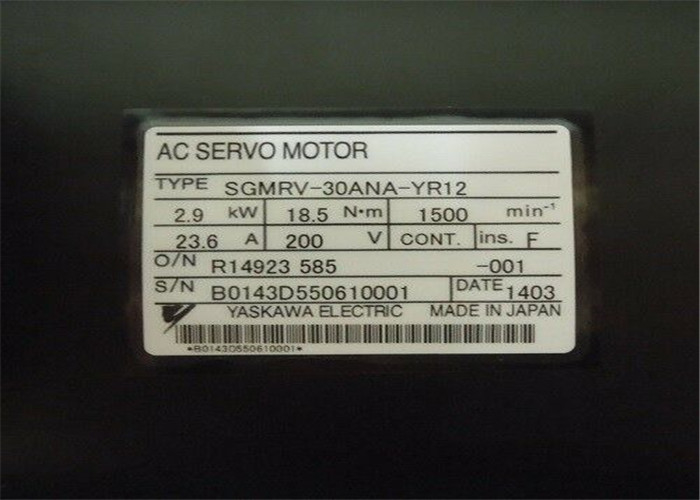 AC SERVO MOTOR
TYPE SGMRV-30ANA-YR12
2.9 kW 18.5 N·m 1500 min⁻¹
23.6 A 200 V CONT. ins. F
O/N R14923 585 -001
S/N B0143D550610001 DATE 1403
YASKAWA ELECTRIC MADE IN JAPAN
*B0143D550610001*